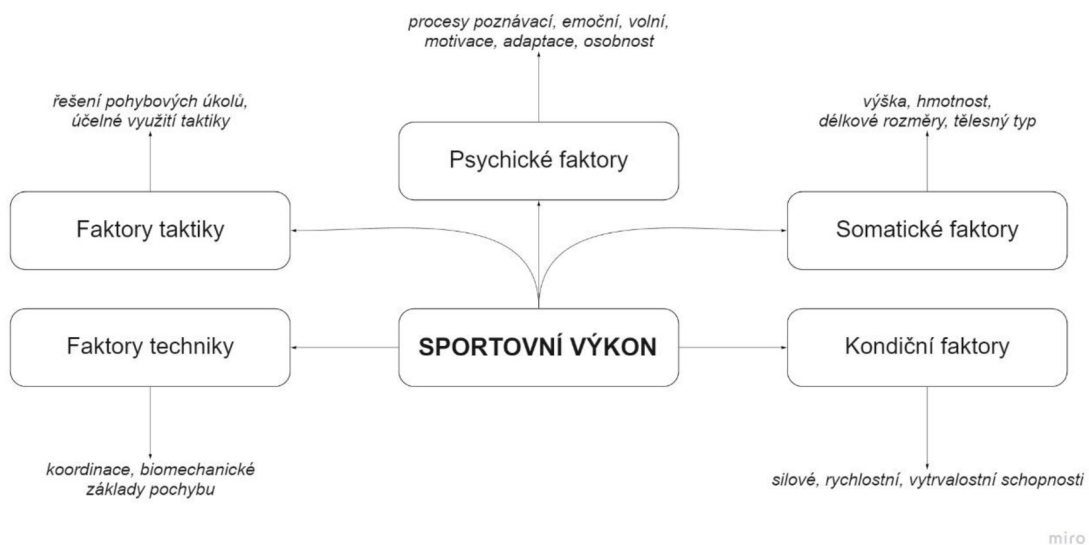 procesy poznávací, emoční, volní,
motivace, adaptace, osobnost
řešení pohybových úkolů,
účelné využití taktiky
výška, hmotnost,
délkové rozměry, tělesný typ
Psychické faktory
Faktory taktiky
Somatické faktory
Faktory techniky
SPORTOVNÍ VÝKON
Kondiční faktory
koordinace, biomechanické
základy pochybu
silové, rychlostní, vytrvalostní schopnosti
miro